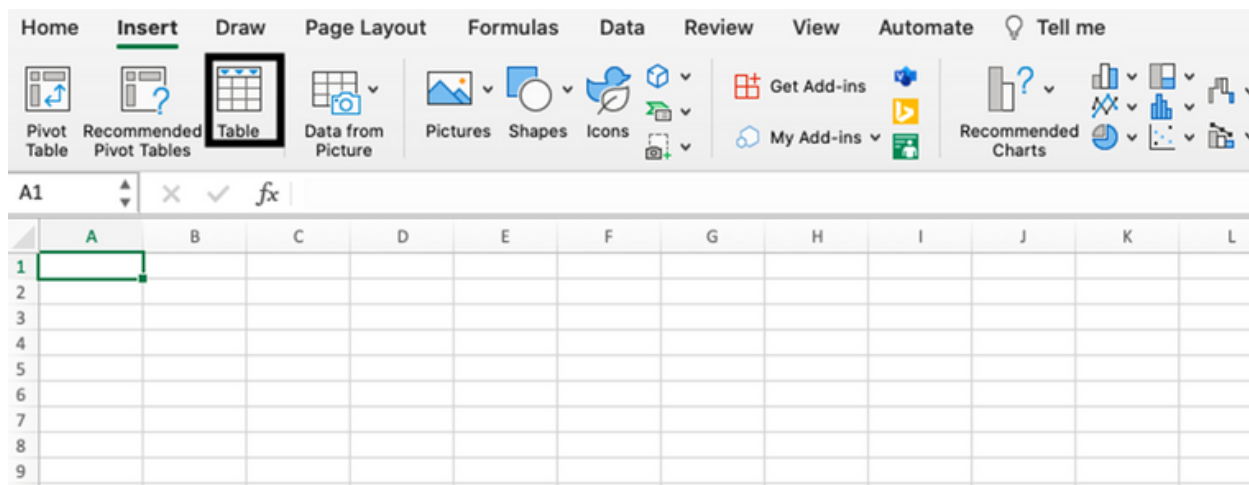 Home Insert Draw Page Layout Formulas Data Review View Automate Tell me
Pivot Table
Recommended Pivot Tables
Table
Data from Picture
Pictures Shapes Icons
Get Add-ins
My Add-ins
Recommended Charts
A1 fx
A B C D E F G H I J K L
1
2
3
4
5
6
7
8
9